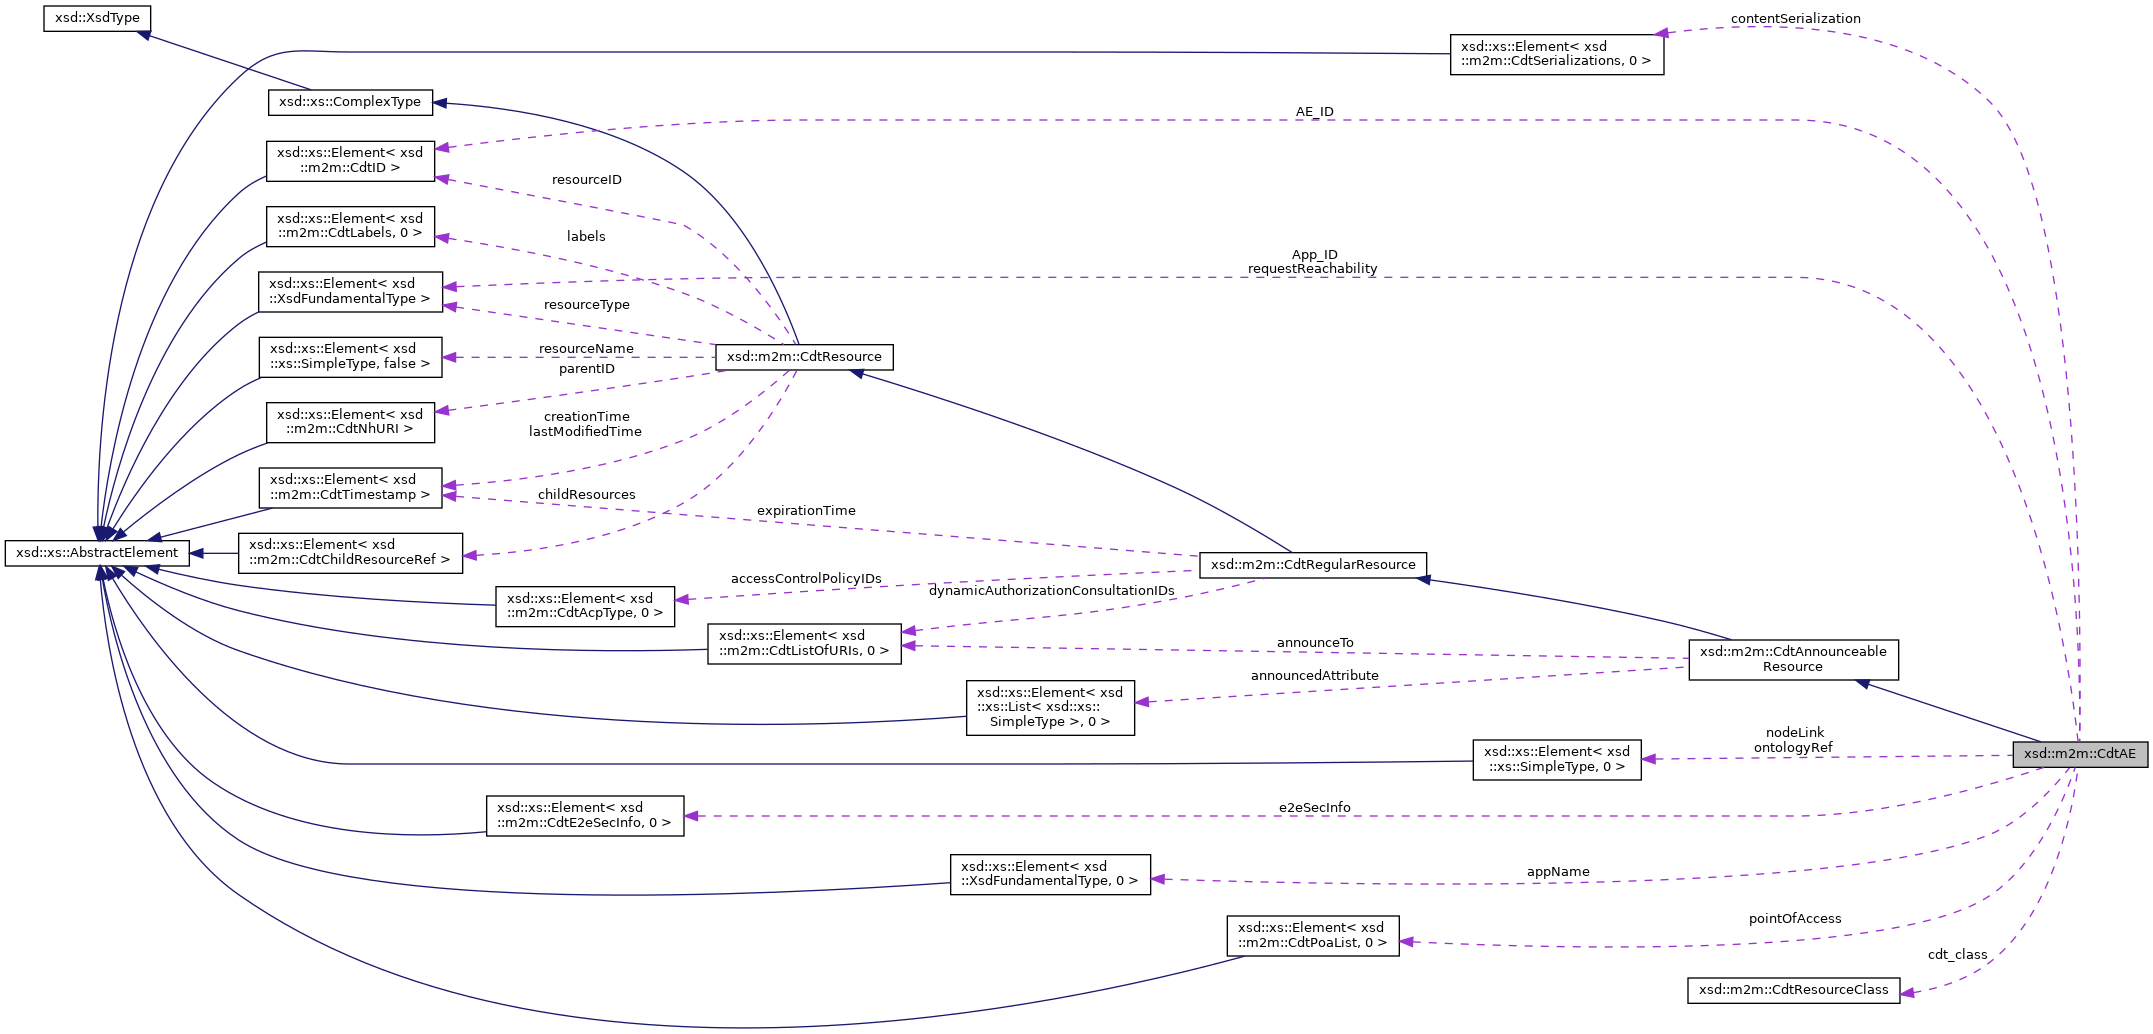 xsd::XsdType
contentSerialization
xsd::xs::Element< xsd
::m2m::CdtSerializations, 0 >
xsd::xs::ComplexType
AE_ID
xsd::xs::Element< xsd
::m2m::CdtID >
resourceID
xsd::xs::Element< xsd
::m2m::CdtLabels, 0 >
labels
App_ID
requestReachability
xsd::xs::Element< xsd
::XsdFundamentalType >
resourceType
xsd::xs::Element< xsd
::xs::SimpleType, false >
resourceName
xsd::m2m::CdtResource
parentID
xsd::xs::Element< xsd
::m2m::CdtNhURI >
creationTime
lastModifiedTime
xsd::xs::Element< xsd
::m2m::CdtTimestamp >
childResources
expirationTime
xsd::xs::AbstractElement
xsd::xs::Element< xsd
::m2m::CdtChildResourceRef >
xsd::m2m::CdtRegularResource
accessControlPolicyIDs
dynamicAuthorizationConsultationIDs
xsd::xs::Element< xsd
::m2m::CdtAcpType, 0 >
xsd::xs::Element< xsd
::m2m::CdtListOfURIs, 0 >
announceTo
xsd::m2m::CdtAnnounceable
Resource
announcedAttribute
xsd::xs::Element< xsd
::xs::List< xsd::xs::
SimpleType >, 0 >
nodeLink
ontologyRef
xsd::xs::Element< xsd
::xs::SimpleType, 0 >
xsd::m2m::CdtAE
xsd::xs::Element< xsd
::m2m::CdtE2eSecInfo, 0 >
e2eSecInfo
xsd::xs::Element< xsd
::XsdFundamentalType, 0 >
appName
xsd::xs::Element< xsd
::m2m::CdtPoaList, 0 >
pointOfAccess
cdt_class
xsd::m2m::CdtResourceClass